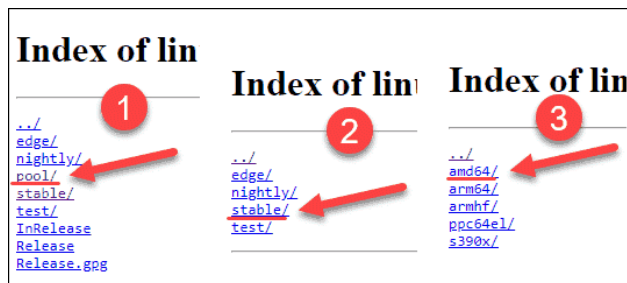 Index of lin
1
../
edge/
nightly/
pool/
stable/
test/
InRelease
Release
Release.gpg
Index of linu
2
../
edge/
nightly/
stable/
test/
Index of lin
3
../
amd64/
arm64/
armhf/
ppc64el/
s390x/